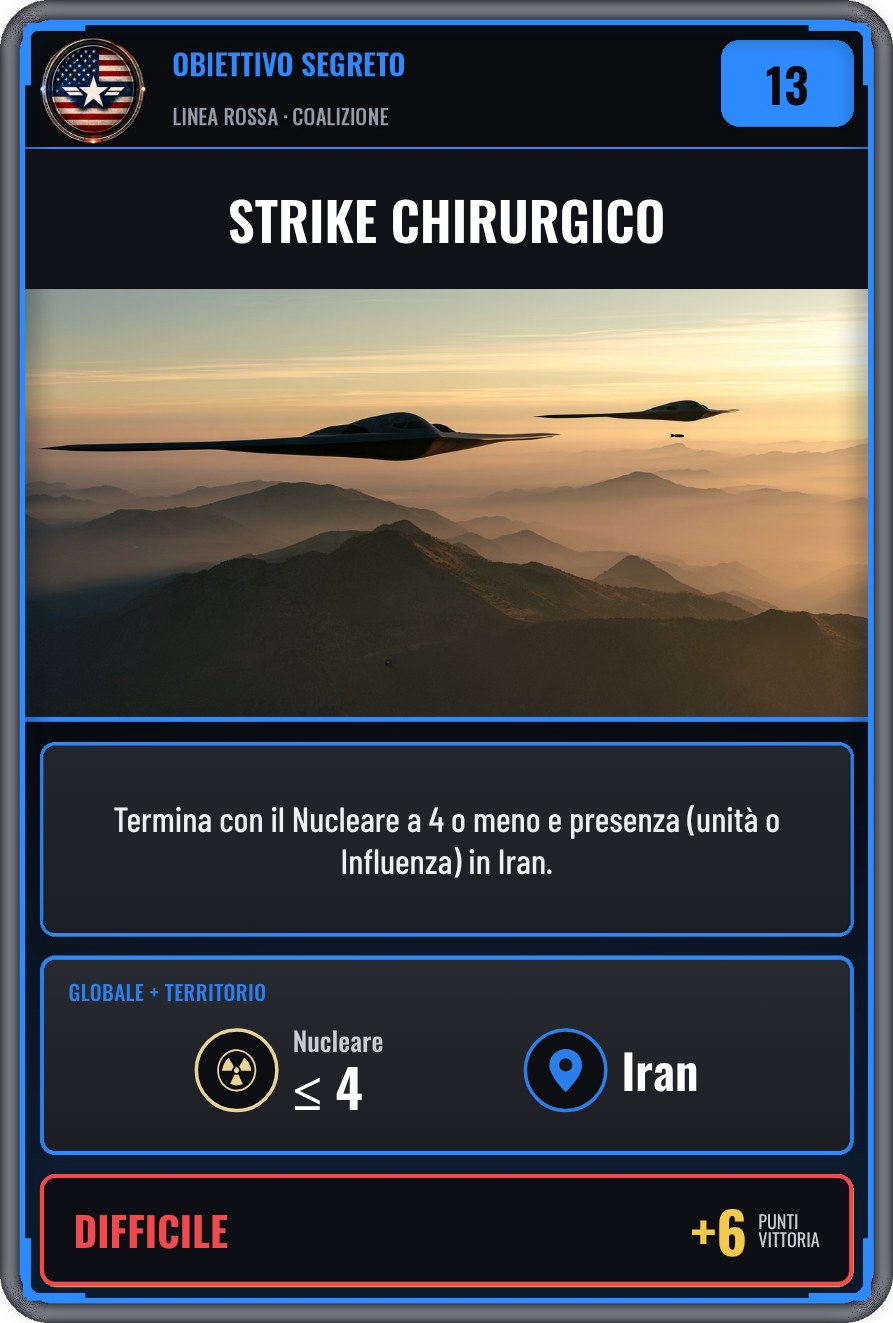 OBIETTIVO SEGRETO
LINEA ROSSA · COALIZIONE
13
STRIKE CHIRURGICO
Termina con il Nucleare a 4 o meno e presenza (unità o
Influenza) in Iran.
GLOBALE + TERRITORIO
Nucleare
≤ 4
Iran
DIFFICILE
+6
PUNTI
VITTORIA